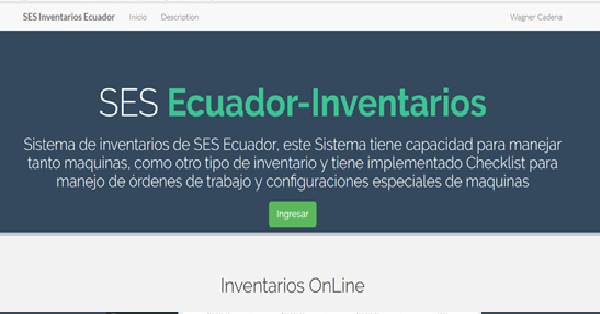 SES Inventarios Ecuador Inicio Description Wagner Cadena
SES Ecuador-Inventarios
Sistema de inventarios de SES Ecuador, este Sistema tiene capacidad para manejar
tanto maquinas, como otro tipo de inventario y tiene implementado Checklist para
manejo de órdenes de trabajo y configuraciones especiales de maquinas
Ingresar
Inventarios OnLine